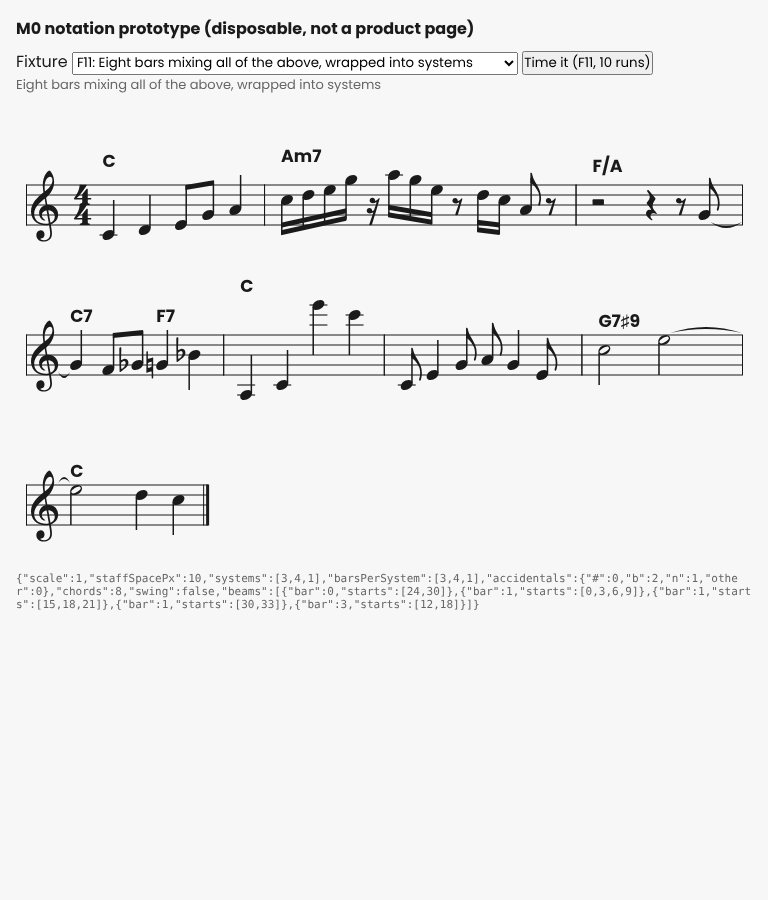 M0 notation prototype (disposable, not a product page)
Fixture F11: Eight bars mixing all of the above, wrapped into systems Time it (F11, 10 runs)
Eight bars mixing all of the above, wrapped into systems
C Am7 F/A
4
4
C7 F7 C G7♯9
C
{"scale":1,"staffSpacePx":10,"systems":[3,4,1],"barsPerSystem":[3,4,1],"accidentals":{"#":0,"b":2,"n":1,"othe
r":0},"chords":8,"swing":false,"beams":[{"bar":0,"starts":[24,30]},{"bar":1,"starts":[0,3,6,9]},{"bar":1,"start
s":[15,18,21]},{"bar":1,"starts":[30,33]},{"bar":3,"starts":[12,18]}]}